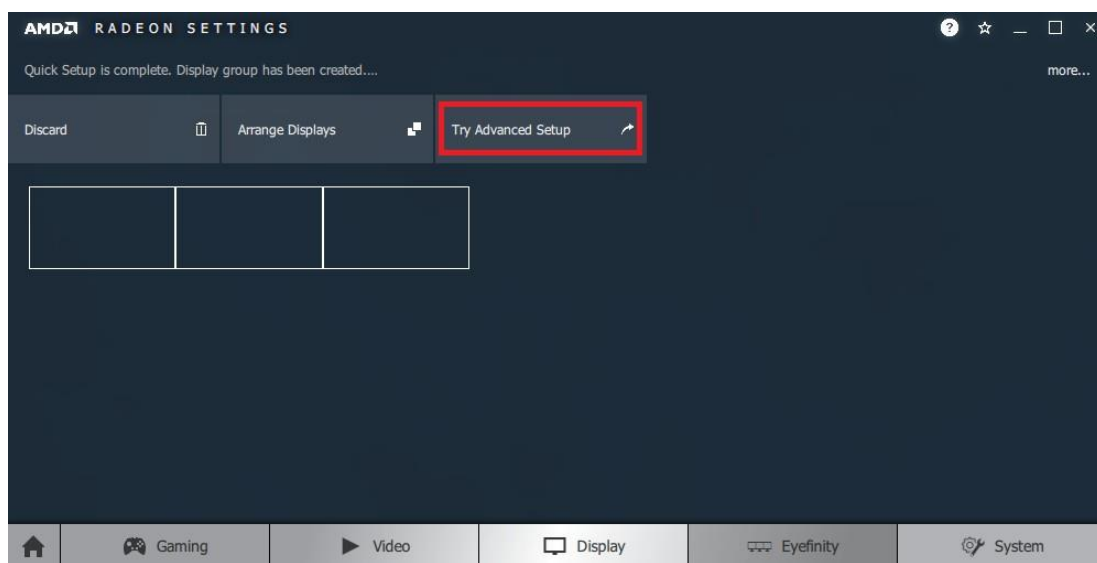 AMD RADEON SETTINGS
Quick Setup is complete. Display group has been created.... more...
Discard Arrange Displays Try Advanced Setup
Gaming Video Display Eyefinity System